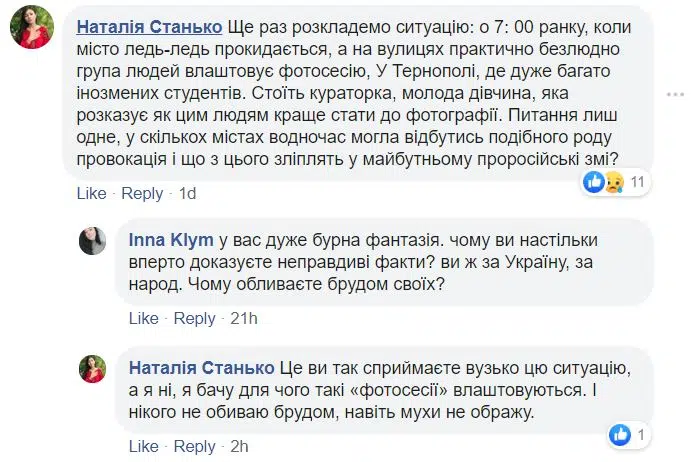 Наталія Станько Ще раз розкладемо ситуацію: о 7: 00 ранку, коли
місто ледь-ледь прокидається, а на вулицях практично безлюдно
група людей влаштовує фотосесію, У Тернополі, де дуже багато
інозмених студентів. Стоїть кураторка, молода дівчина, яка
розказує як цим людям краще стати до фотографії. Питання лиш
одне, у скількох містах водночас могла відбутись подібного роду
провокація і що з цього зліплять у майбутньому проросійські змі?
11
Like · Reply · 1d
Inna Klym у вас дуже бурна фантазія. чому ви настільки
вперто доказуєте неправдиві факти? ви ж за Україну, за
народ. Чому обливаєте брудом своїх?
Like · Reply · 21h
Наталія Станько Це ви так сприймаєте вузько цю ситуацію,
а я ні, я бачу для чого такі «фотосесії» влаштовуються. І
нікого не обиваю брудом, навіть мухи не ображу.
1
Like · Reply · 2h